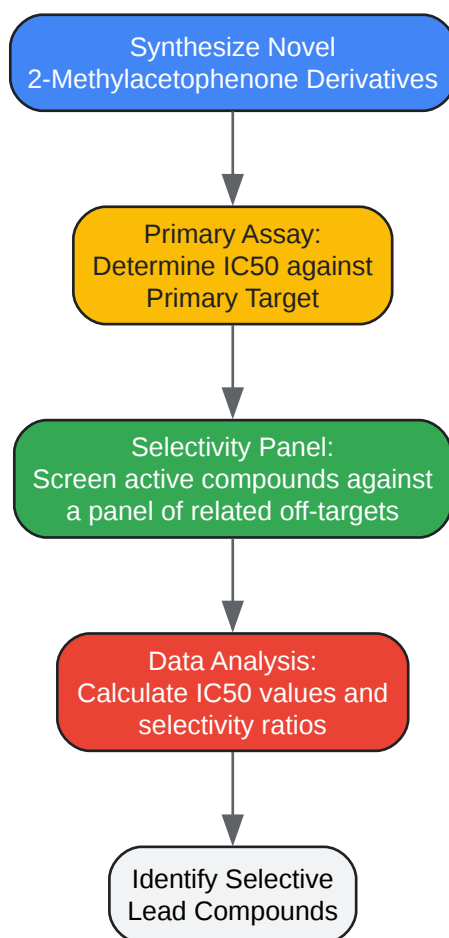 Synthesize Novel
2-Methylacetophenone Derivatives
Primary Assay:
Determine IC50 against
Primary Target
Selectivity Panel:
Screen active compounds against
a panel of related off-targets
Data Analysis:
Calculate IC50 values and
selectivity ratios
Identify Selective
Lead Compounds